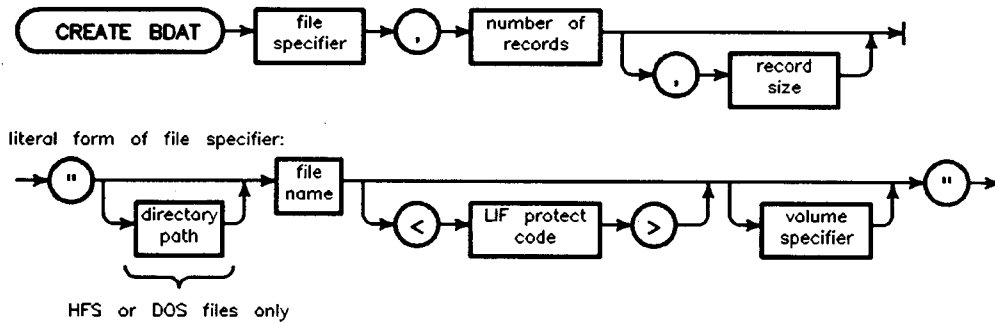 CREATE BDAT
file specifier
,
number of records
,
record size
literal form of file specifier:
"
directory path
file name
<
LIF protect code
>
volume specifier
"
HFS or DOS files only